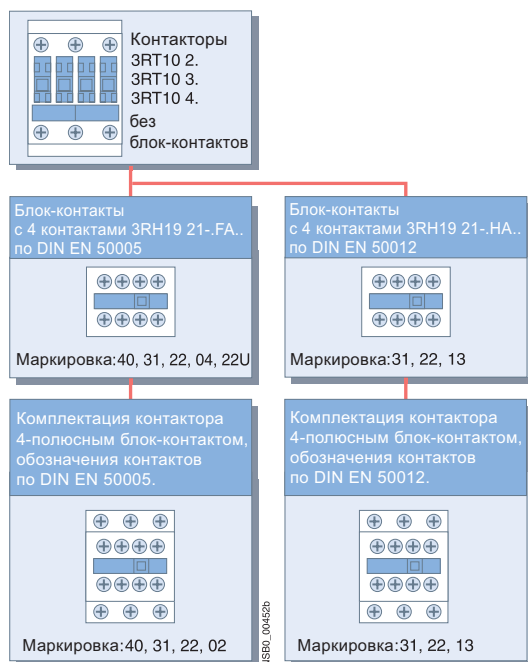 Контакторы
3RT10 2.
3RT10 3.
3RT10 4.
без
блок-контактов
Блок-контакты
с 4 контактами 3RH19 21-.FA..
по DIN EN 50005
Маркировка:40, 31, 22, 04, 22U
Блок-контакты
с 4 контактами 3RH19 21-.HA..
по DIN EN 50012
Маркировка:31, 22, 13
Комплектация контактора
4-полюсным блок-контактом,
обозначения контактов
по DIN EN 50005.
Маркировка:40, 31, 22, 02
Комплектация контактора
4-полюсным блок-контактом,
обозначения контактов
по DIN EN 50012.
Маркировка:31, 22, 13
NSB0_00452b